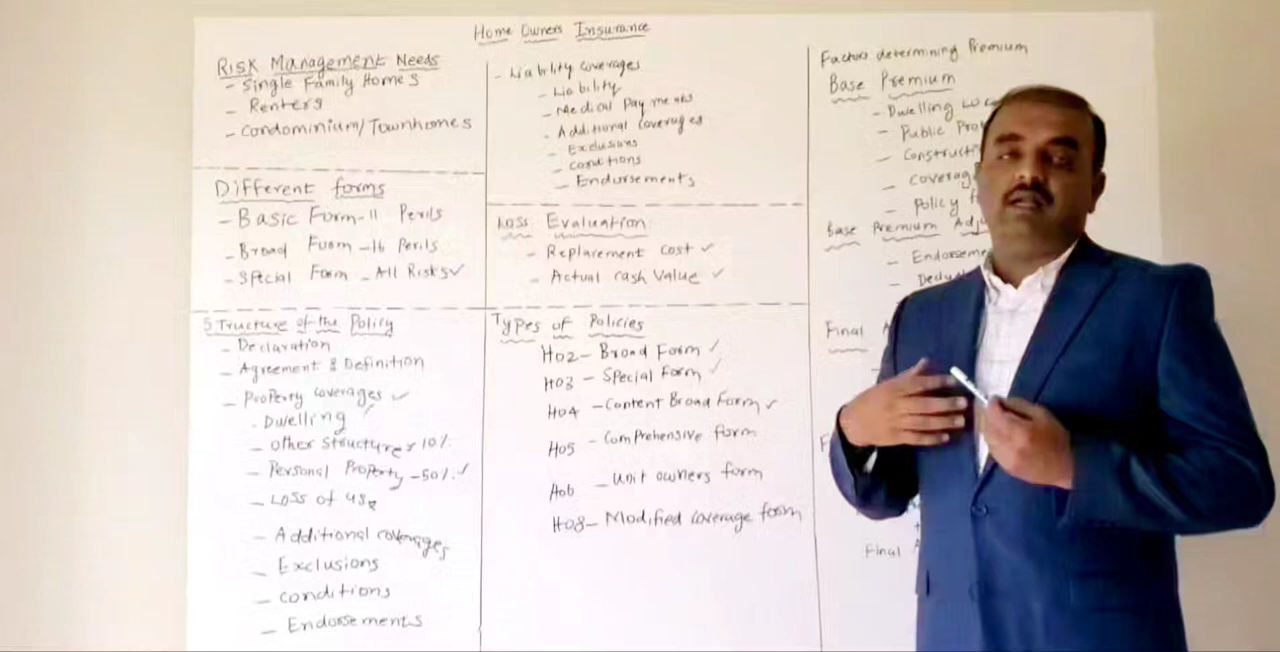 Home Owners Insurance
Risk Management Needs
- Single Family Homes
- Renters
- Condominium/Townhomes
Different forms
- Basic Form - 11 Perils
- Broad Form - 16 Perils
- Special Form - All Risks ✓
Structure of the Policy
- Declaration
- Agreement & Definition
- Property coverages ✓
- Dwelling
- Other Structures 10%
- Personal Property - 50% ✓
- Loss of use
- Additional coverages
- Exclusions
- Conditions
- Endorsements
- Liability coverages
- Liability
- Medical Payments
- Additional coverages
- Exclusions
- Conditions
- Endorsements
Loss Evaluation
- Replacement Cost ✓
- Actual cash Value ✓
Types of Policies
HO2 - Broad Form ✓
HO3 - Special Form ✓
HO4 - Content Broad Form ✓
HO5 - Comprehensive form
HO6 - Unit owners form
HO8 - Modified coverage form
Factors determining Premium
Base Premium
- Dwelling
- Public
-
-
- Policy
Base Premium
-
-
Final
Final